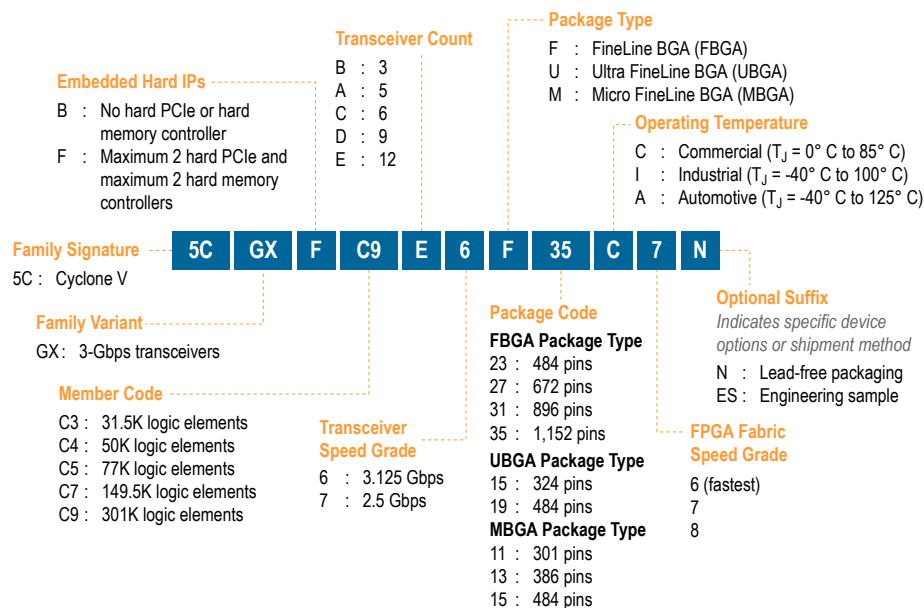 Package Type
F : FineLine BGA (FBGA)
U : Ultra FineLine BGA (UBGA)
M : Micro FineLine BGA (MBGA)
Transceiver Count
B : 3
A : 5
C : 6
D : 9
E : 12
Embedded Hard IPs
B : No hard PCIe or hard
memory controller
F : Maximum 2 hard PCIe and
maximum 2 hard memory
controllers
Operating Temperature
C : Commercial (TJ = 0° C to 85° C)
I : Industrial (TJ = -40° C to 100° C)
A : Automotive (TJ = -40° C to 125° C)
Family Signature
5C : Cyclone V
5C GX F C9 E 6 F 35 C 7 N
Family Variant
GX : 3-Gbps transceivers
Member Code
C3 : 31.5K logic elements
C4 : 50K logic elements
C5 : 77K logic elements
C7 : 149.5K logic elements
C9 : 301K logic elements
Transceiver
Speed Grade
6 : 3.125 Gbps
7 : 2.5 Gbps
Package Code
FBGA Package Type
23 : 484 pins
27 : 672 pins
31 : 896 pins
35 : 1,152 pins
UBGA Package Type
15 : 324 pins
19 : 484 pins
MBGA Package Type
11 : 301 pins
13 : 386 pins
15 : 484 pins
Optional Suffix
Indicates specific device
options or shipment method
N : Lead-free packaging
ES : Engineering sample
FPGA Fabric
Speed Grade
6 (fastest)
7
8